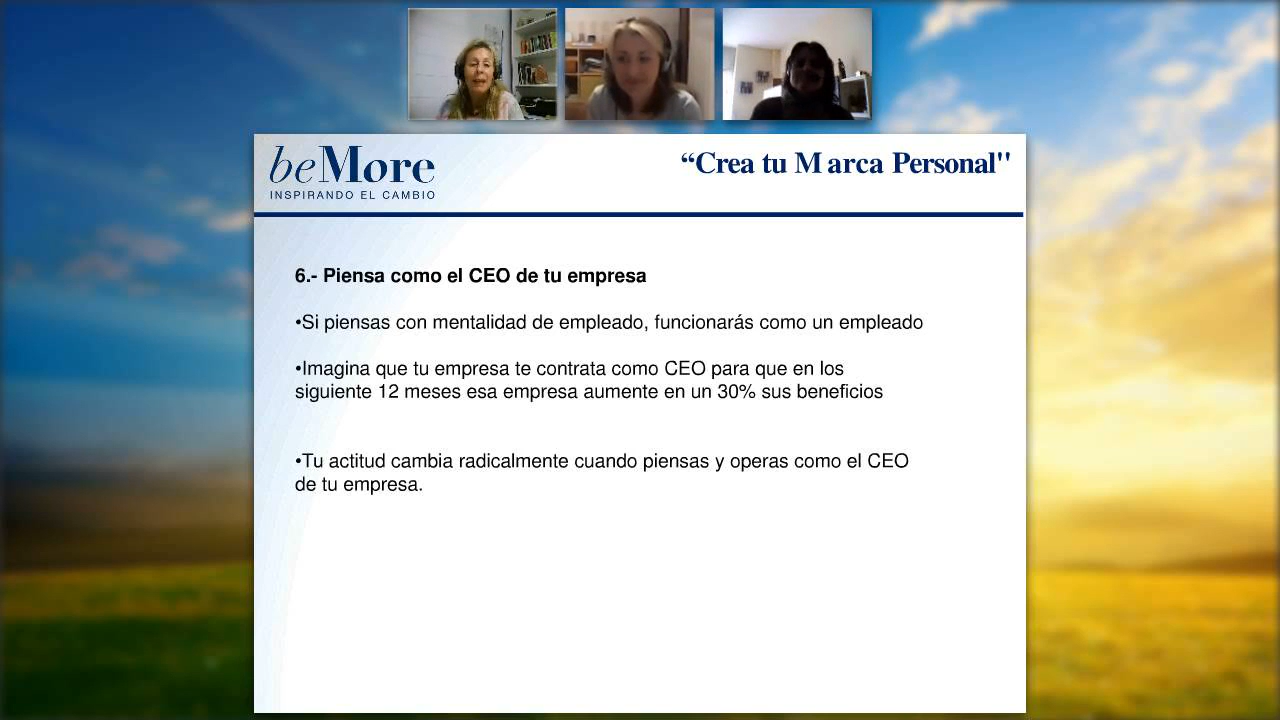 beMore
INSPIRANDO EL CAMBIO
“Crea tu Marca Personal"
6.- Piensa como el CEO de tu empresa
•Si piensas con mentalidad de empleado, funcionarás como un empleado
•Imagina que tu empresa te contrata como CEO para que en los
siguiente 12 meses esa empresa aumente en un 30% sus beneficios
•Tu actitud cambia radicalmente cuando piensas y operas como el CEO
de tu empresa.